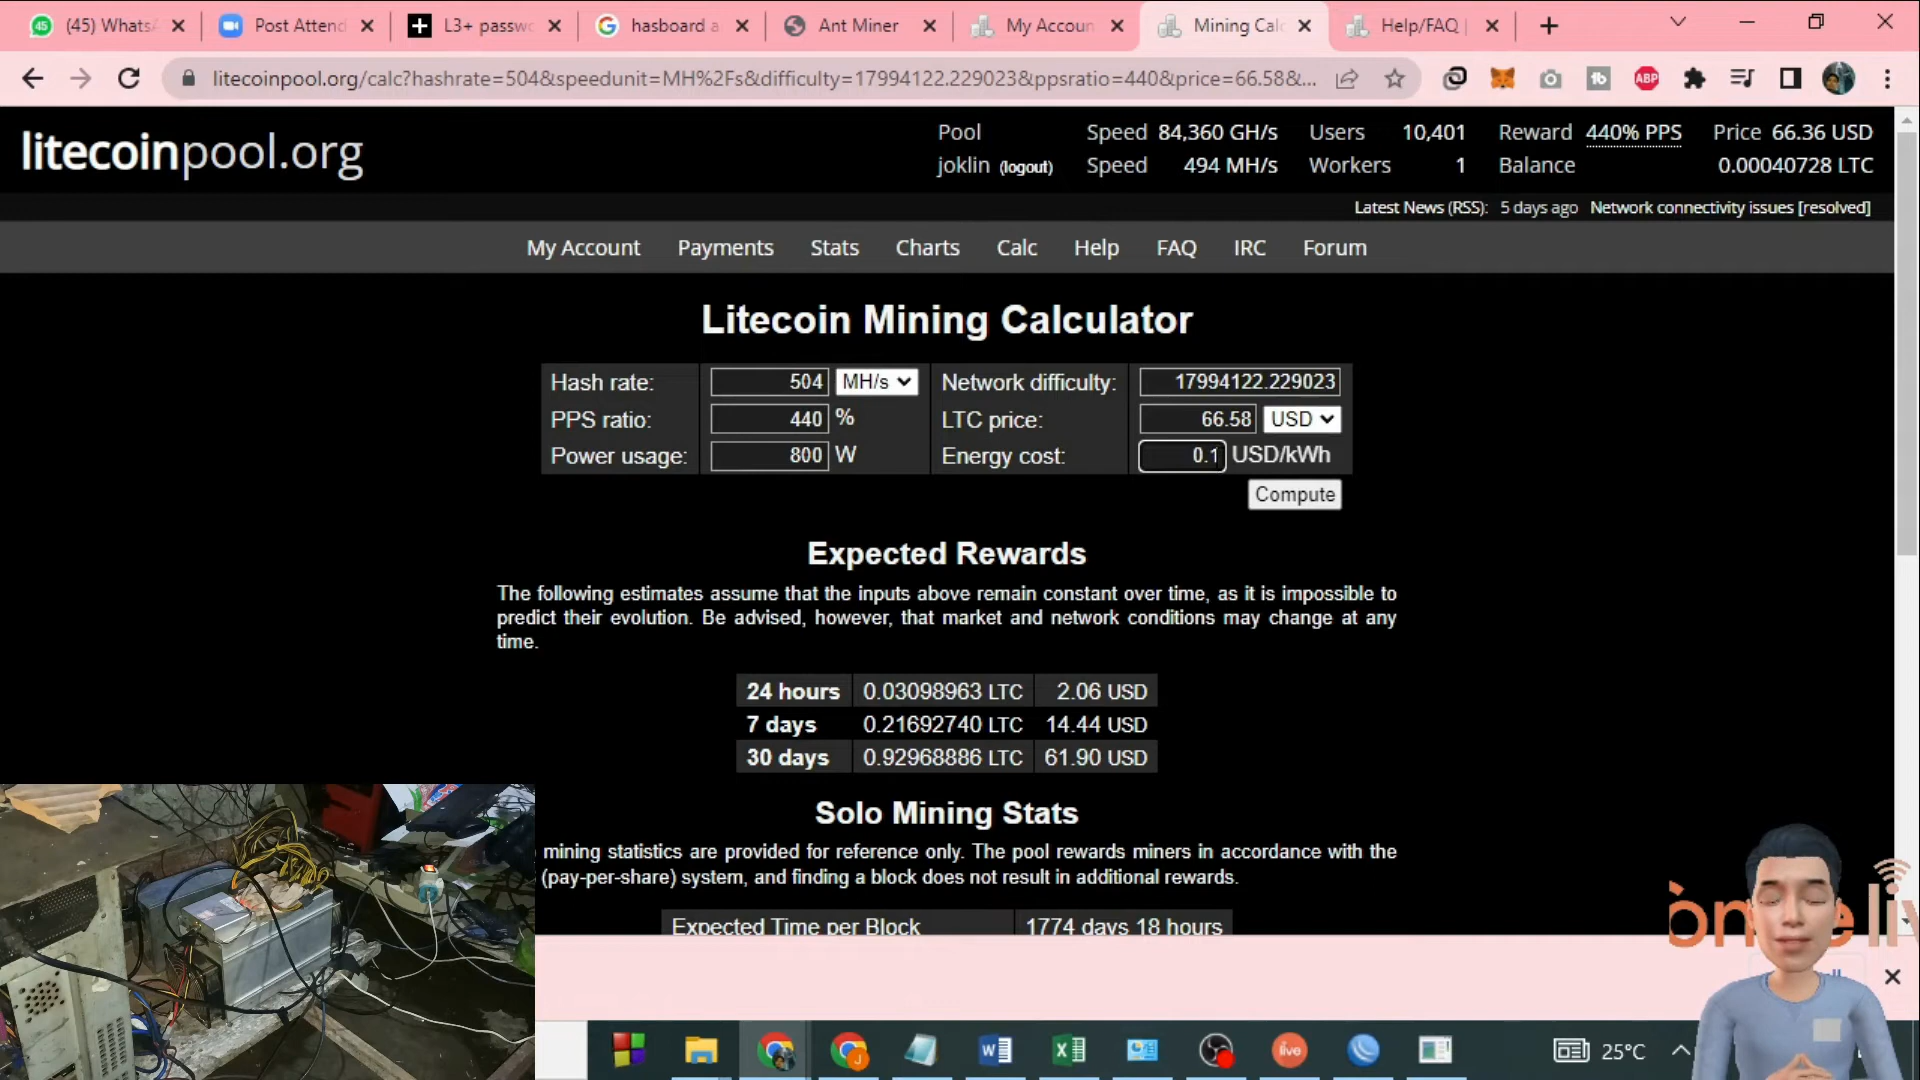 (45) Whats
Post Attend
L3+ passwo
hasboard a
Ant Miner
My Accoun
Mining Calc
Help/FAQ |
litecoinpool.org/calc?hashrate=504&speedunit=MH%2Fs&difficulty=17994122.229023&ppsratio=440&price=66.58&...
ABP
litecoinpool.org
Pool Speed 84,360 GH/s Users 10,401 Reward 440% PPS Price 66.36 USD
joklin (logout) Speed 494 MH/s Workers 1 Balance 0.00040728 LTC
Latest News (RSS): 5 days ago Network connectivity issues [resolved]
My Account Payments Stats Charts Calc Help FAQ IRC Forum
Litecoin Mining Calculator
Hash rate: 504 MH/s Network difficulty: 17994122.229023
PPS ratio: 440 % LTC price: 66.58 USD
Power usage: 800 W Energy cost: 0.1 USD/kWh
Compute
Expected Rewards
The following estimates assume that the inputs above remain constant over time, as it is impossible to
predict their evolution. Be advised, however, that market and network conditions may change at any
time.
24 hours 0.03098963 LTC 2.06 USD
7 days 0.21692740 LTC 14.44 USD
30 days 0.92968886 LTC 61.90 USD
Solo Mining Stats
mining statistics are provided for reference only. The pool rewards miners in accordance with the
(pay-per-share) system, and finding a block does not result in additional rewards.
Expected Time per Block 1774 days 18 hours
live
25°C